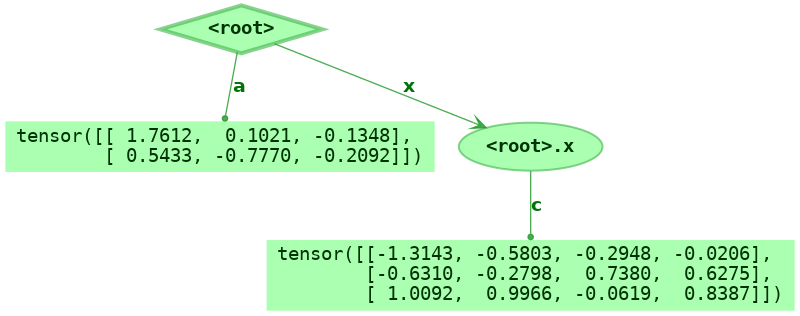 <root>
a
x
tensor([[ 1.7612,  0.1021, -0.1348],
        [ 0.5433, -0.7770, -0.2092]])
<root>.x
c
tensor([[-1.3143, -0.5803, -0.2948, -0.0206],
        [-0.6310, -0.2798,  0.7380,  0.6275],
        [ 1.0092,  0.9966, -0.0619,  0.8387]])